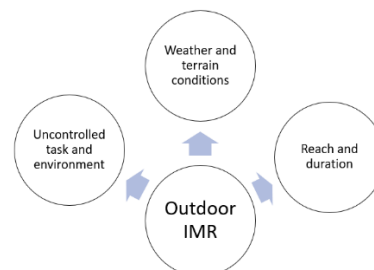 Weather and
terrain
conditions
Uncontrolled
task and
environment
Reach and
duration
Outdoor
IMR